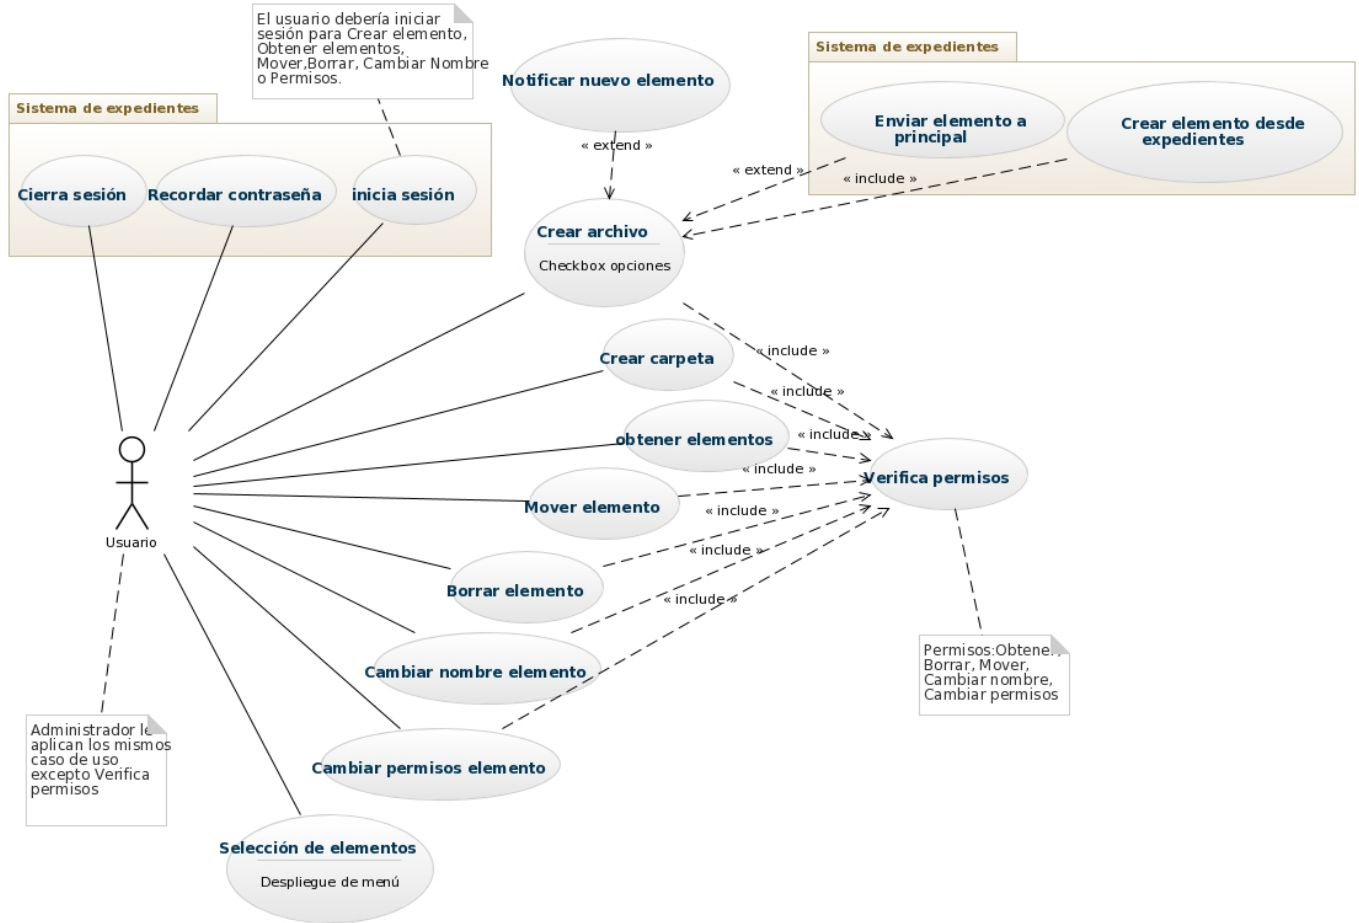 El usuario debería iniciar
sesión para Crear elemento,
Obtener elementos,
Mover,Borrar, Cambiar Nombre
o Permisos.
Sistema de expedientes
Cierra sesión
Recordar contraseña
inicia sesión
Notificar nuevo elemento
« extend »
Sistema de expedientes
Enviar elemento a
principal
Crear elemento desde
expedientes
« extend »
« include »
Crear archivo
Checkbox opciones
« include »
Crear carpeta
« include »
obtener elementos
« include »
« include »
Mover elemento
Verifica permisos
« include »
« include »
Borrar elemento
« include »
Usuario
Cambiar nombre elemento
Cambiar permisos elemento
Selección de elementos
Despliegue de menú
Administrador le
aplican los mismos
caso de uso
excepto Verifica
permisos
Permisos:Obtener,
Borrar, Mover,
Cambiar nombre,
Cambiar permisos